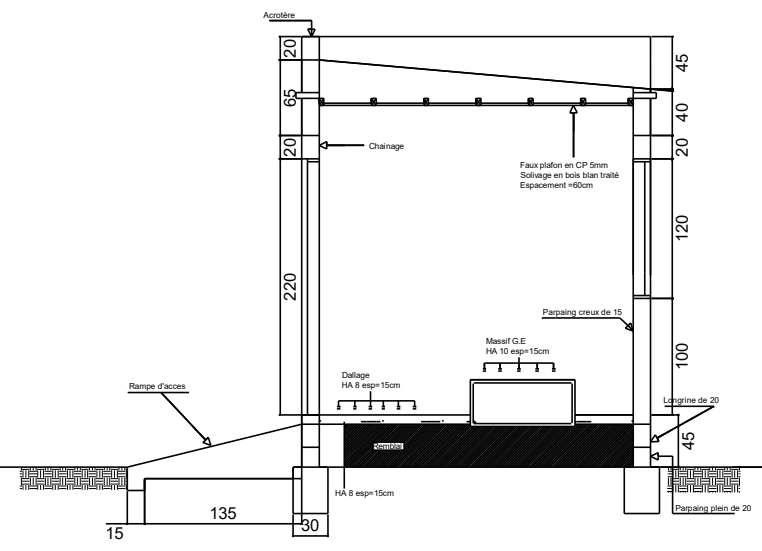 Acrotère
20
45
65
40
20
Chainage
20
Faux plafon en CP 5mm
Solivage en bois blan traité
Espacement =60cm
120
220
Parpaing creux de 15
Massif G.E
HA 10 esp=15cm
100
Dallage
HA 8 esp=15cm
Rampe d'acces
Longrine de 20
45
Remblai
HA 8 esp=15cm
Parpaing plein de 20
135
30
15